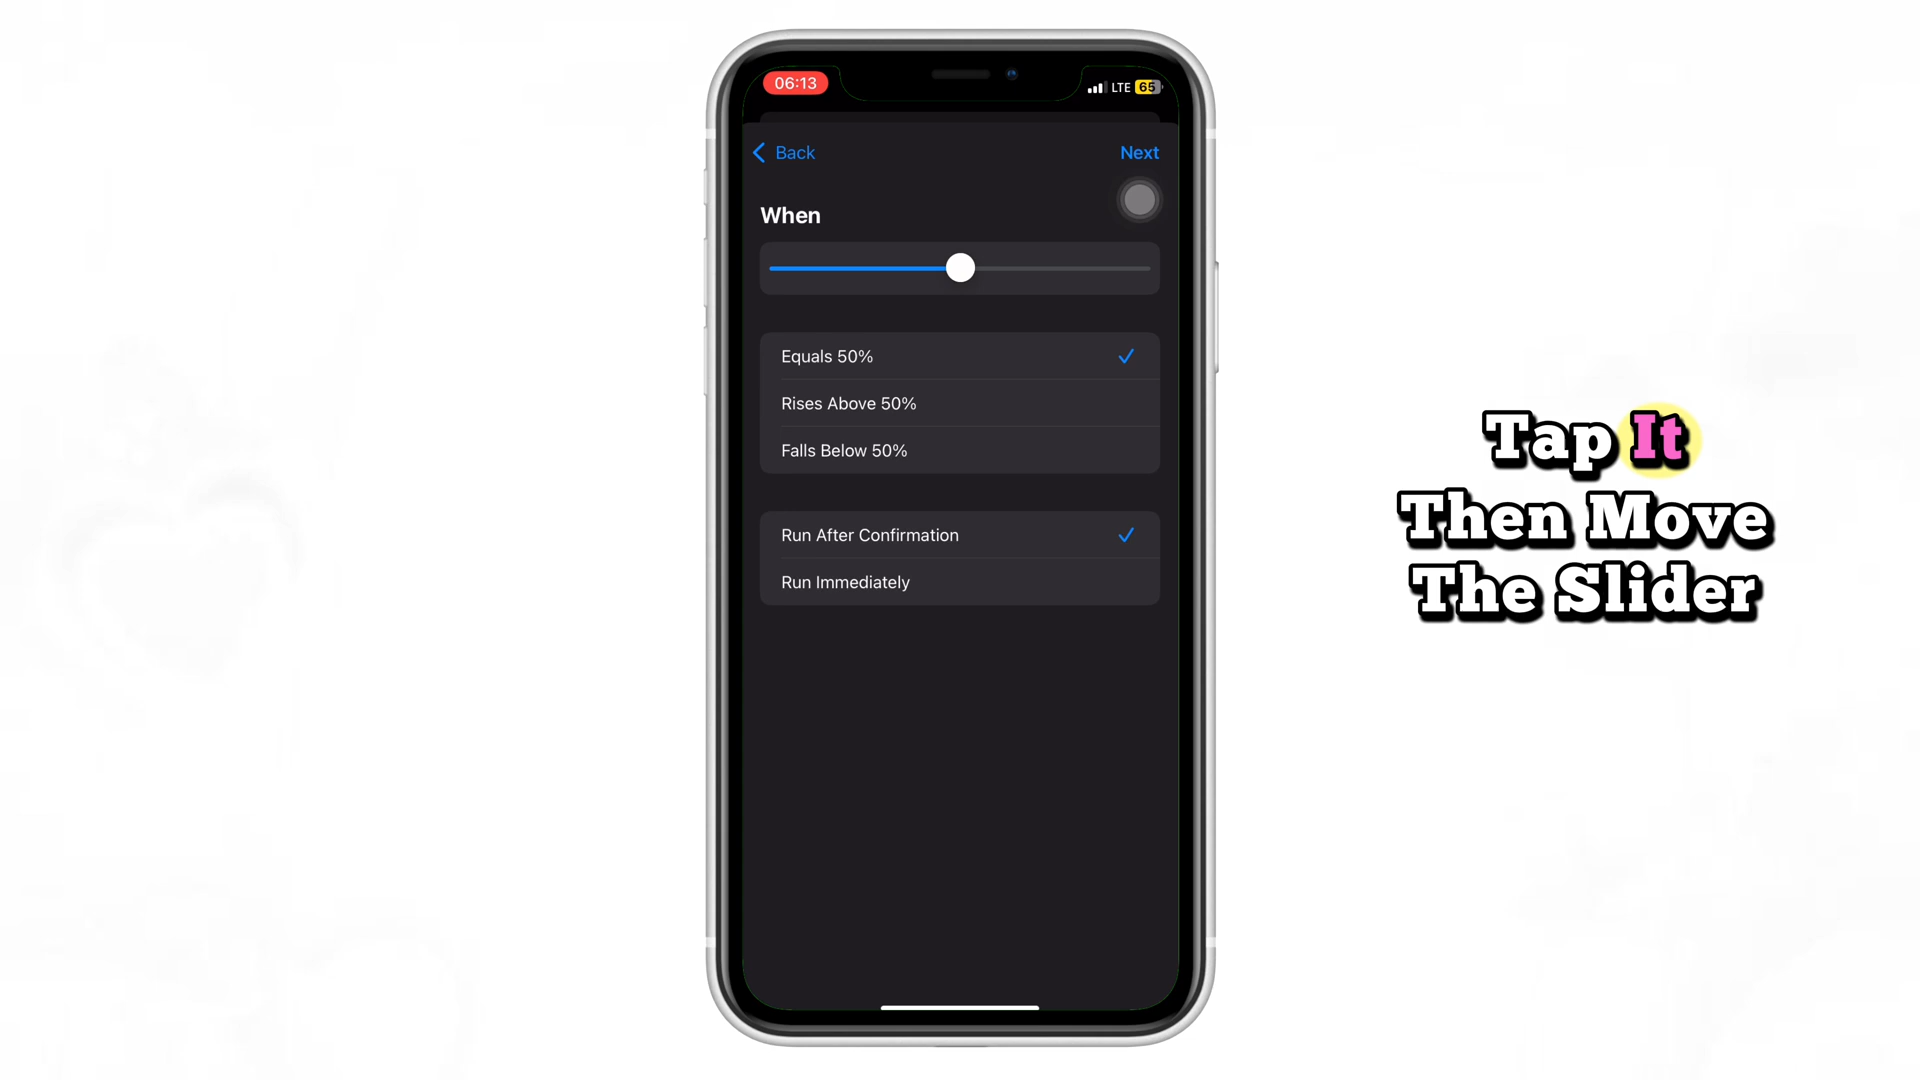 06:13
LTE 65
Back
Next
When
Equals 50%
Rises Above 50%
Falls Below 50%
Run After Confirmation
Run Immediately
Tap It
Then Move
The Slider